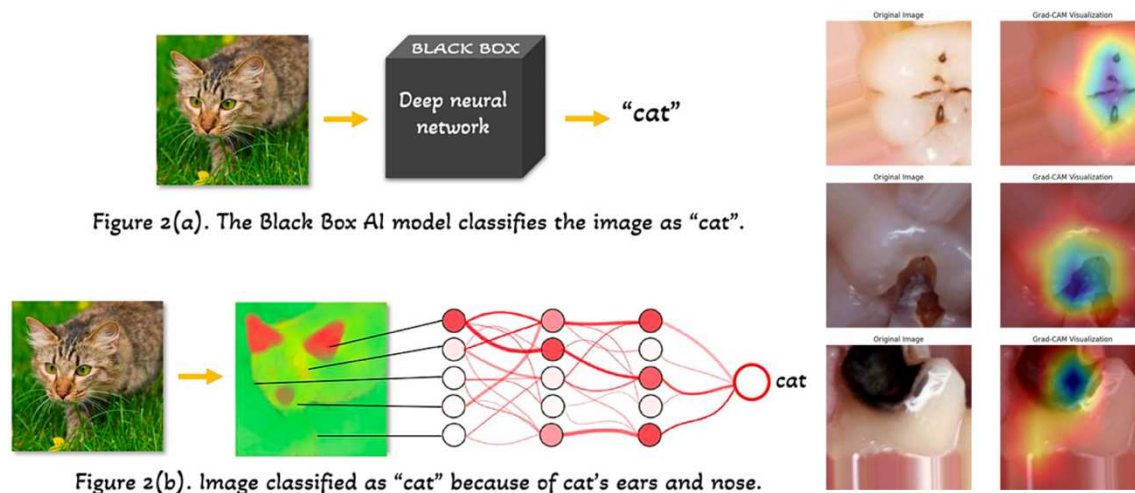 BLACK BOX
Deep neural
network
“cat”
Figure 2(a). The Black Box AI model classifies the image as “cat”.
cat
Figure 2(b). Image classified as “cat” because of cat’s ears and nose.
Original Image
Grad-CAM Visualization
Original Image
Grad-CAM Visualization
Original Image
Grad-CAM Visualization